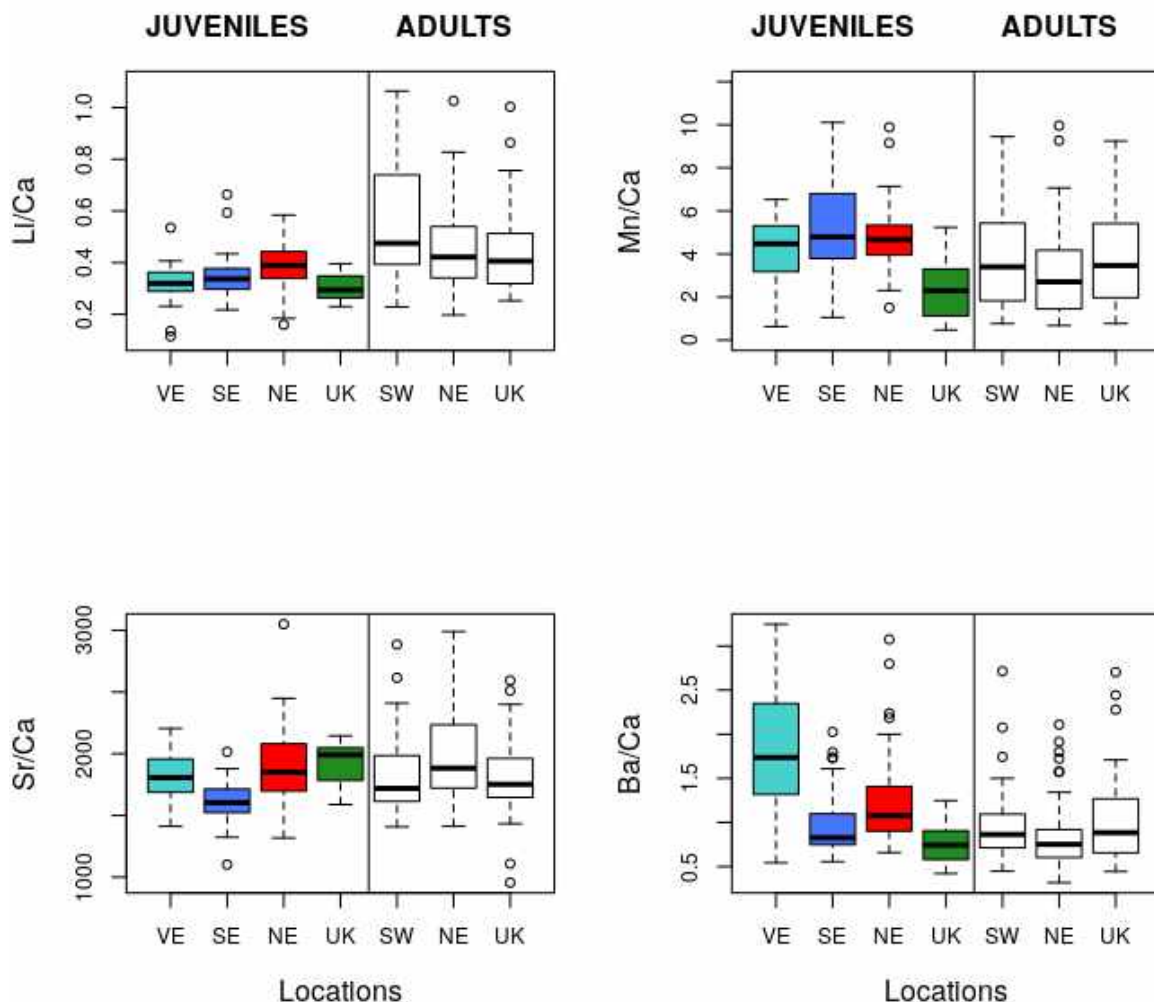 JUVENILES ADULTS
Li/Ca
0.2 0.4 0.6 0.8 1.0
VE SE NE UK SW NE UK
JUVENILES ADULTS
Mn/Ca
0 2 4 6 8 10
VE SE NE UK SW NE UK
Sr/Ca
1000 2000 3000
VE SE NE UK SW NE UK
Locations
Ba/Ca
0.5 1.5 2.5
VE SE NE UK SW NE UK
Locations